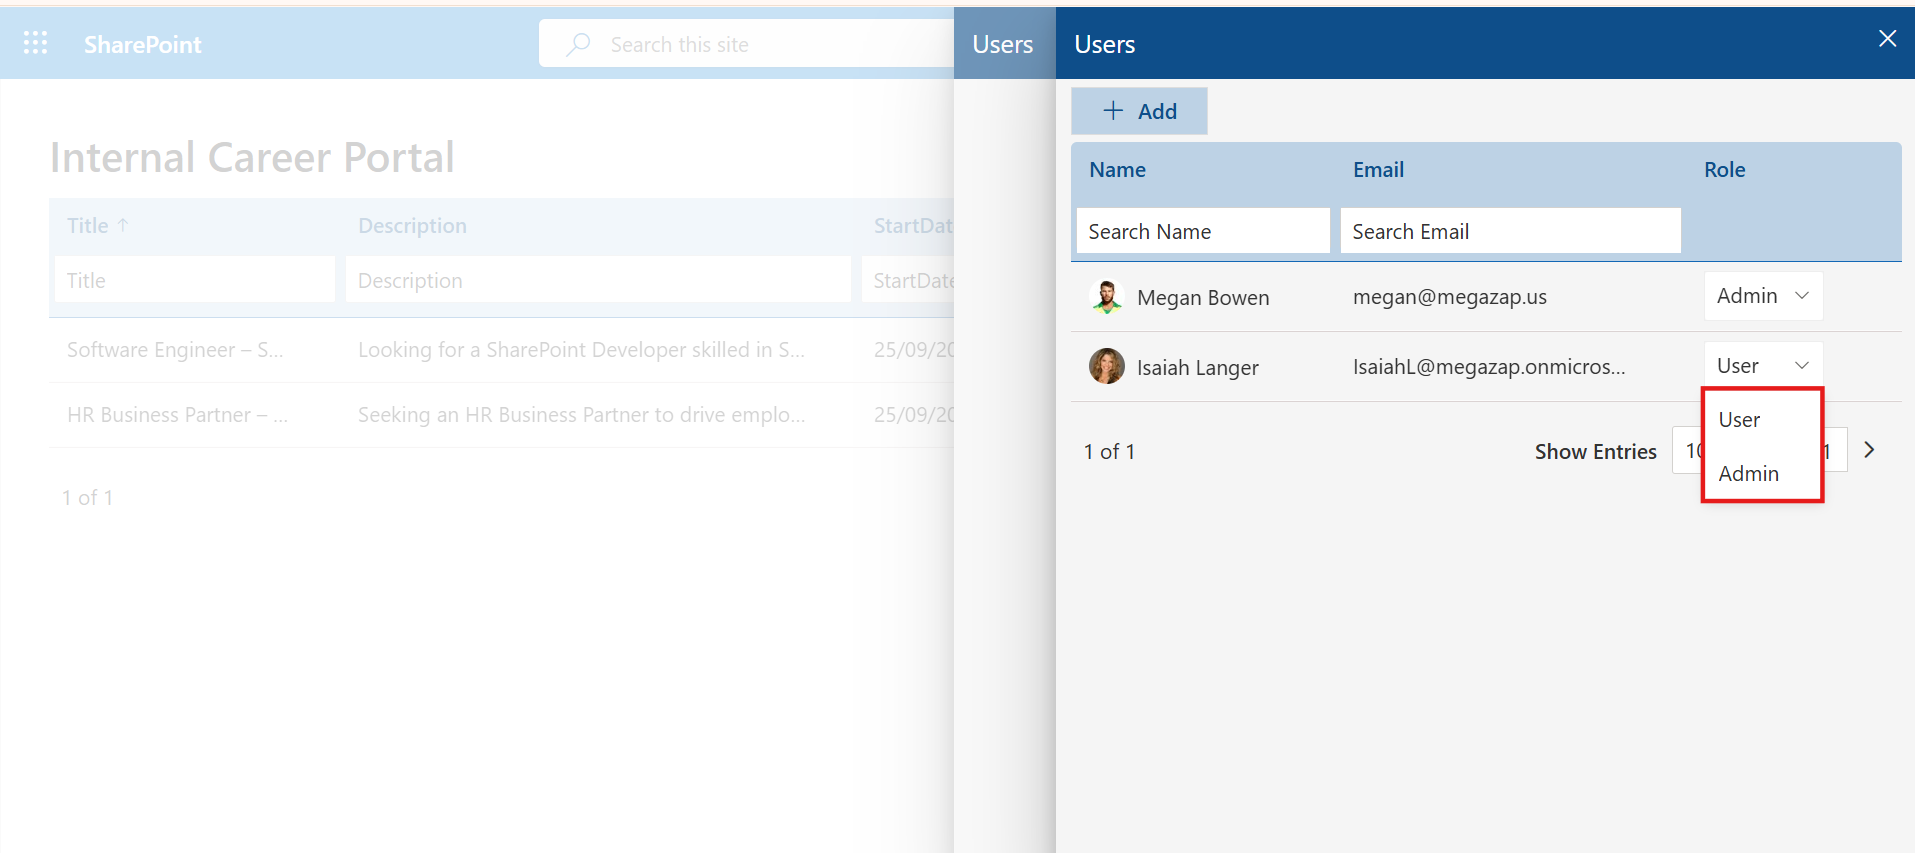 SharePoint
Search this site
Internal Career Portal
Title ↑ Description StartDat
Title Description StartDate
Software Engineer – S... Looking for a SharePoint Developer skilled in S... 25/09/20
HR Business Partner – ... Seeking an HR Business Partner to drive emplo... 25/09/20
1 of 1
Users
Users
+ Add
Name Email Role
Search Name Search Email
Megan Bowen megan@megazap.us Admin
Isaiah Langer IsaiahL@megazap.onmicros... User
User
Admin
1 of 1 Show Entries 10 1